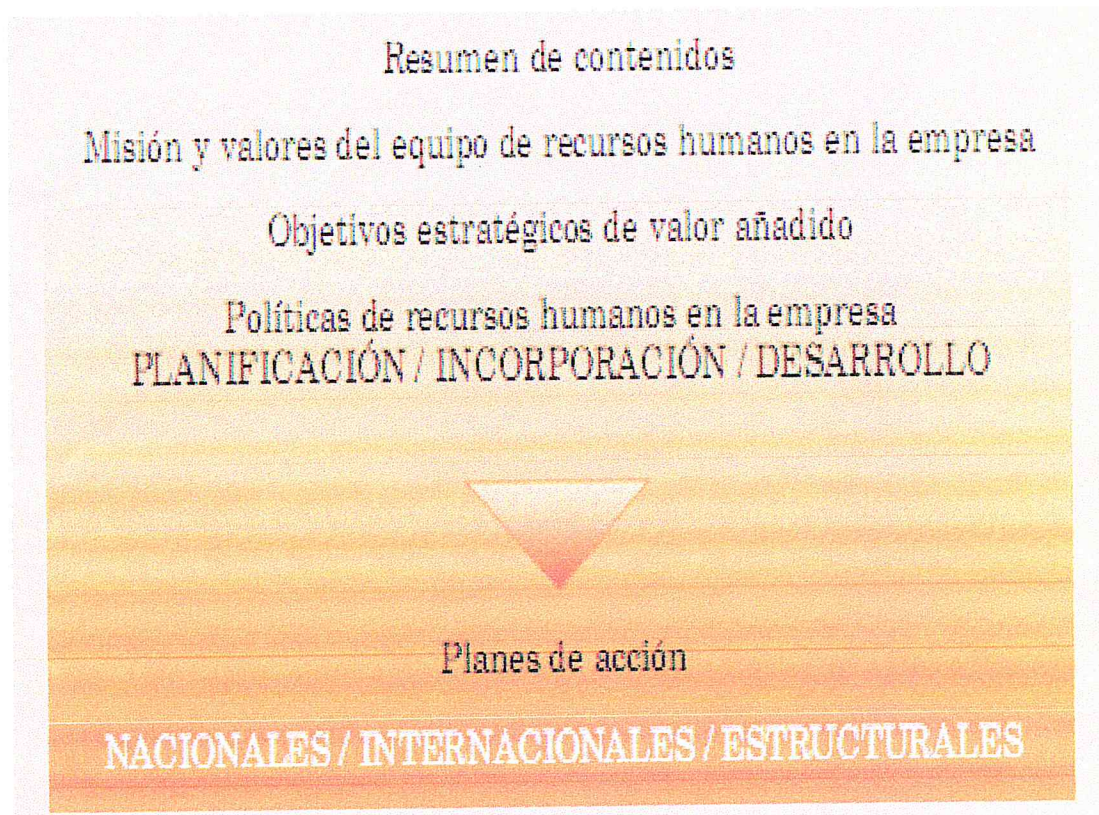 Resumen de contenidos
Misión y valores del equipo de recursos humanos en la empresa
Objetivos estratégicos de valor añadido
Políticas de recursos humanos en la empresa
PLANIFICACIÓN / INCORPORACIÓN / DESARROLLO
Planes de acción
NACIONALES / INTERNACIONALES / ESTRUCTURALES